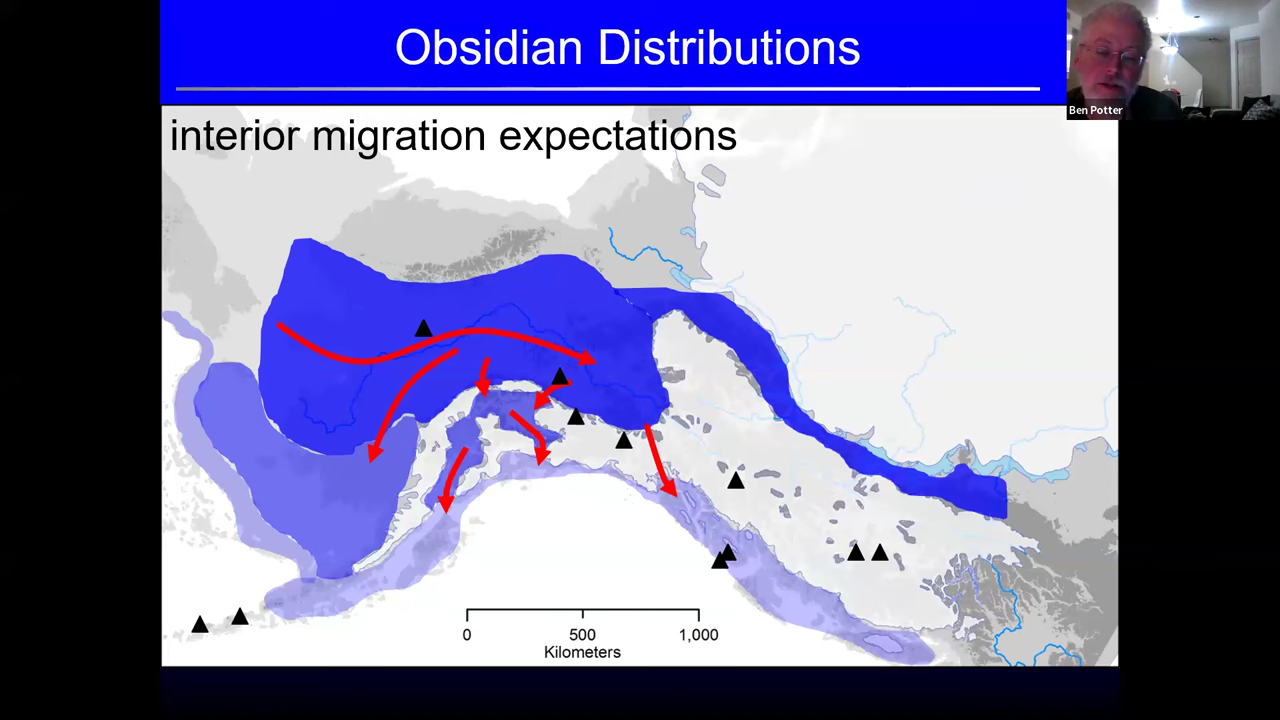 Obsidian Distributions
Ben Potter
interior migration expectations
0 500 1,000
Kilometers